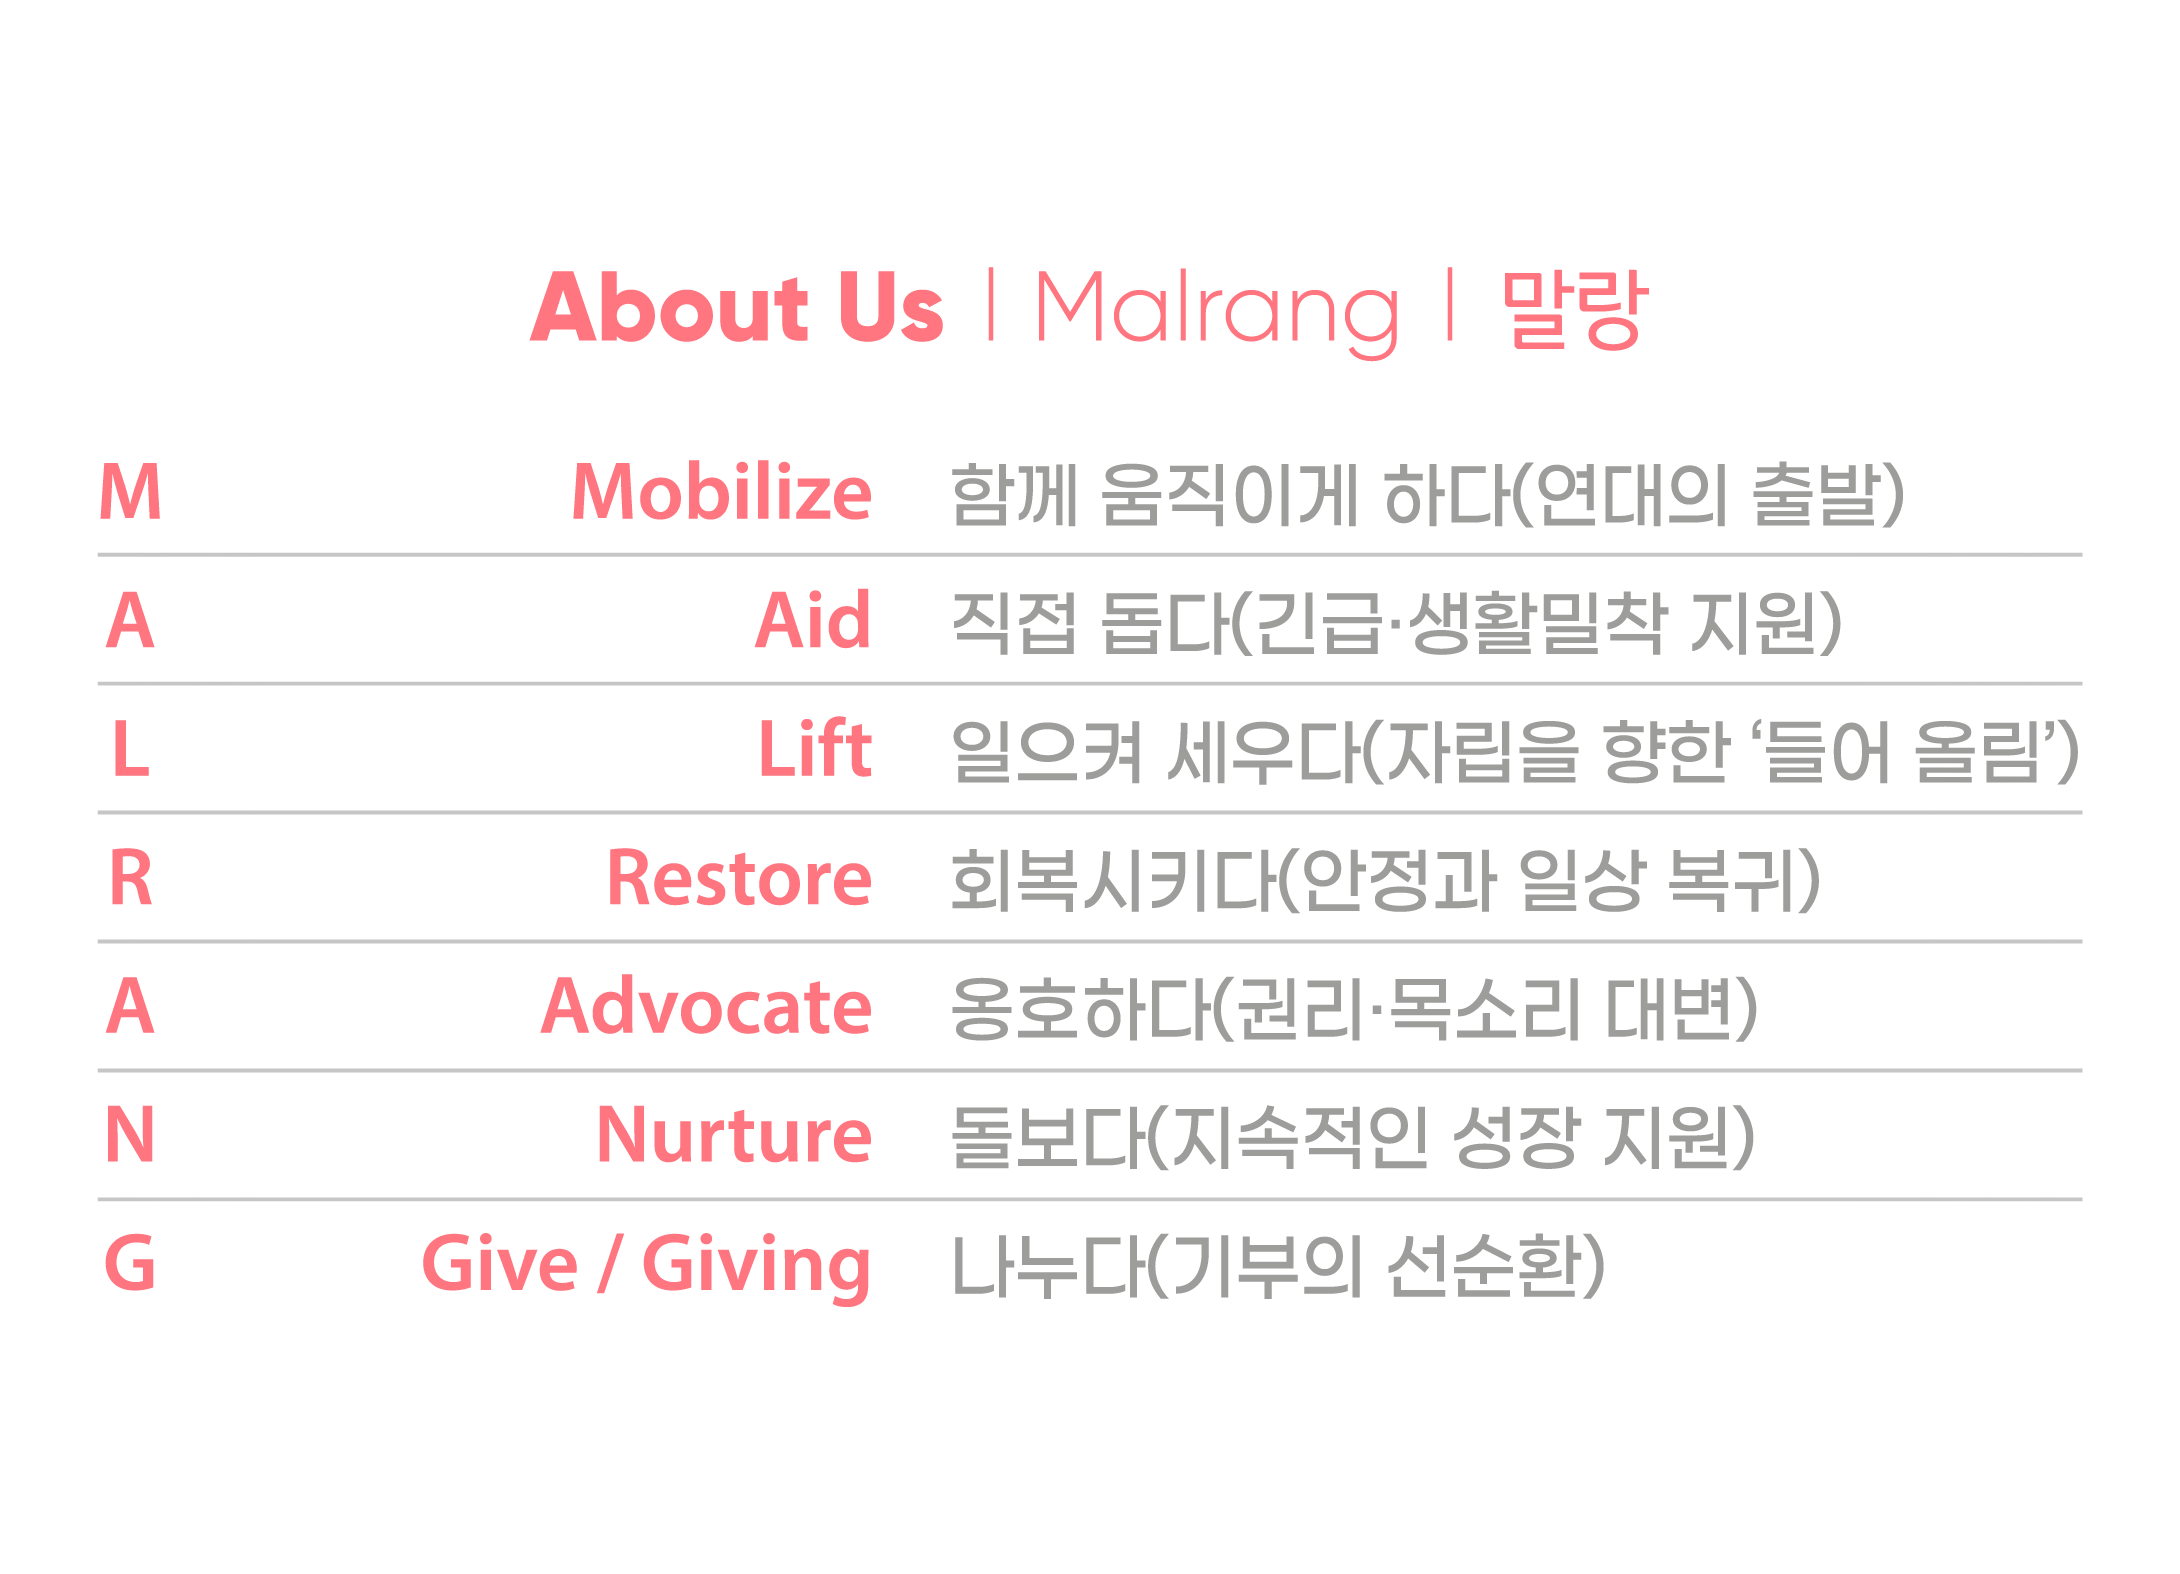 About Us | Malrang | 말랑
M Mobilize 함께 움직이게 하다(연대의 출발)
A Aid 직접 돕다(긴급·생활밀착 지원)
L Lift 일으켜 세우다(자립을 향한 ‘들어 올림’)
R Restore 회복시키다(안정과 일상 복귀)
A Advocate 옹호하다(권리·목소리 대변)
N Nurture 돌보다(지속적인 성장 지원)
G Give / Giving 나누다(기부의 선순환)